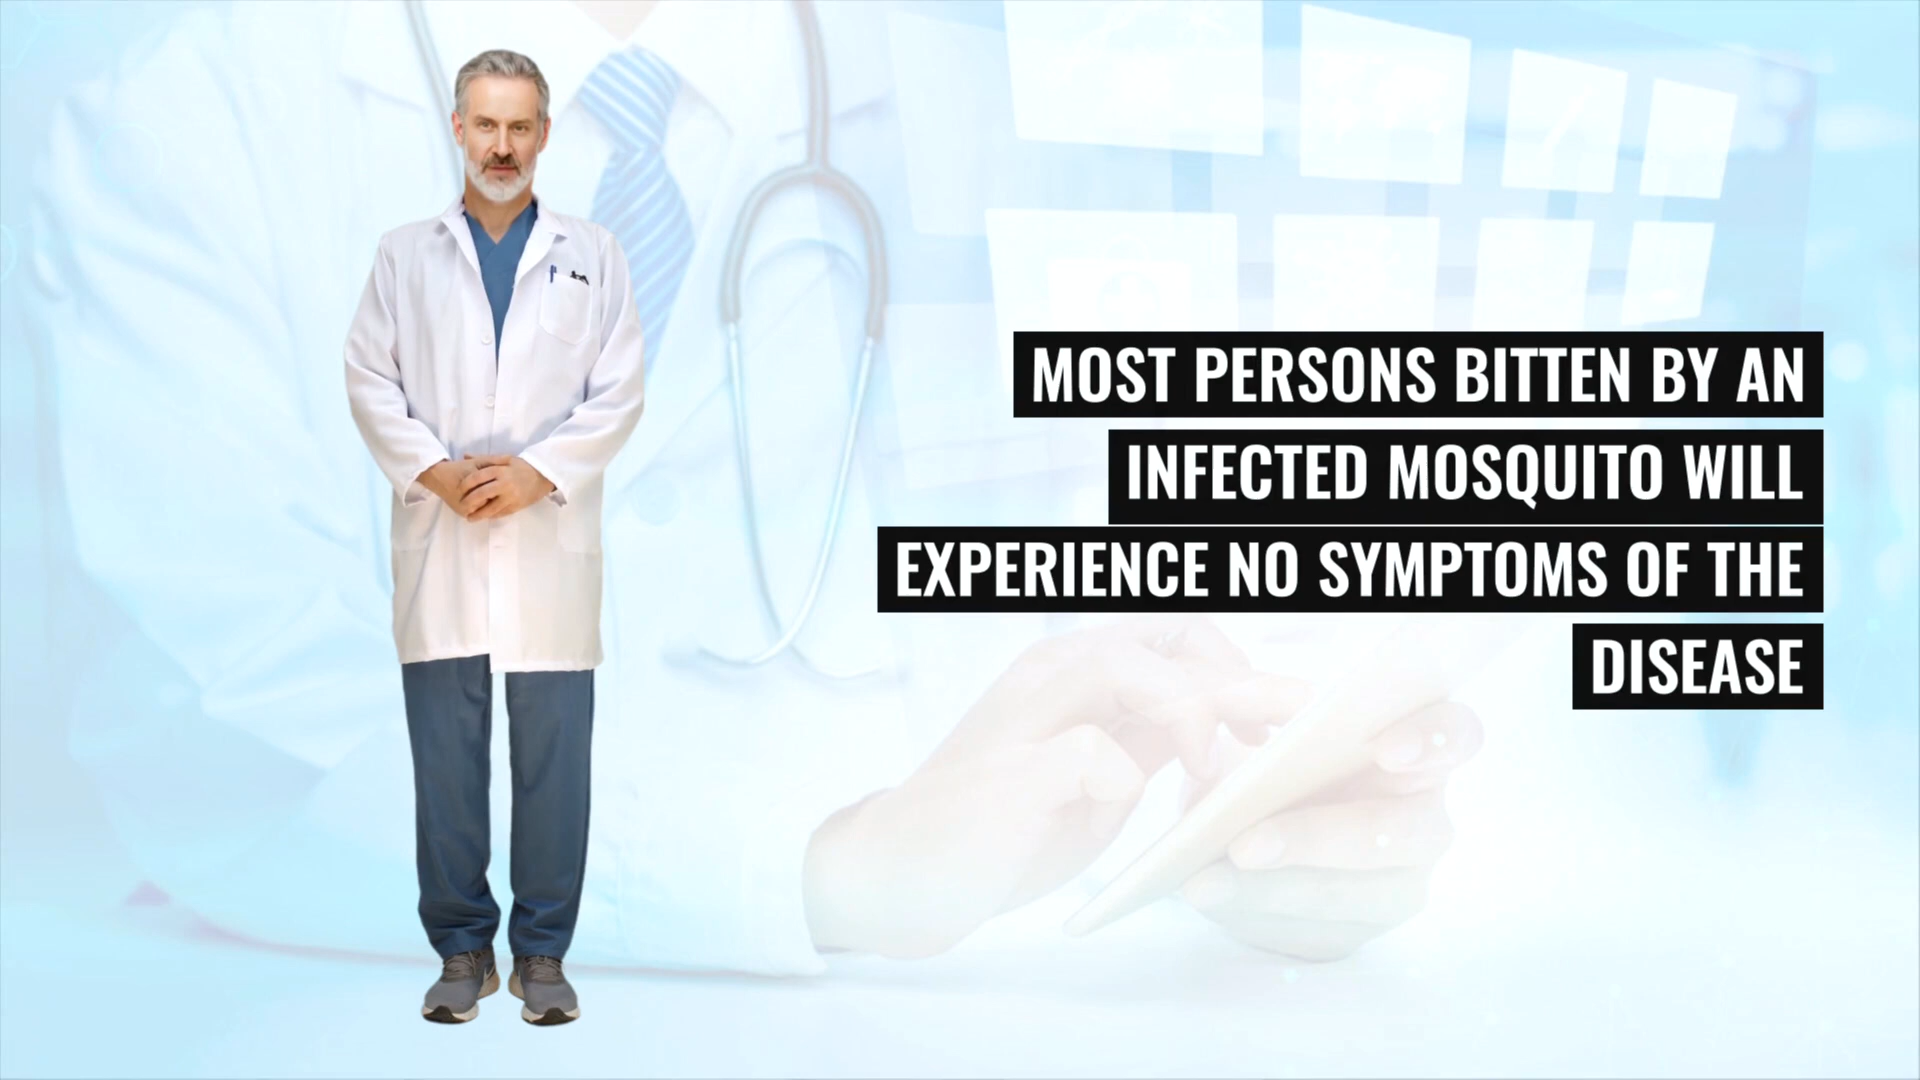 MOST PERSONS BITTEN BY AN
INFECTED MOSQUITO WILL
EXPERIENCE NO SYMPTOMS OF THE
DISEASE